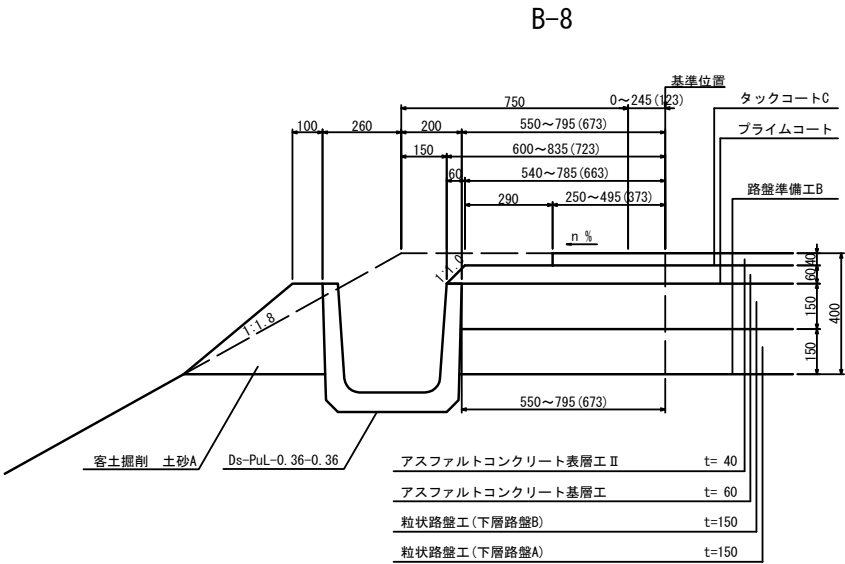 B-8
基準位置
750
0～245(123)
タックコートC
100
260
200
550～795(673)
プライムコート
150
600～835(723)
60
540～785(663)
路盤準備工B
290
250～495(373)
n %
1:1.0
40
60
150
400
1:1.8
150
550～795(673)
客土掘削 土砂A
Ds-PuL-0.36-0.36
アスファルトコンクリート表層工Ⅱ t= 40
アスファルトコンクリート基層工 t= 60
粒状路盤工(下層路盤B) t=150
粒状路盤工(下層路盤A) t=150